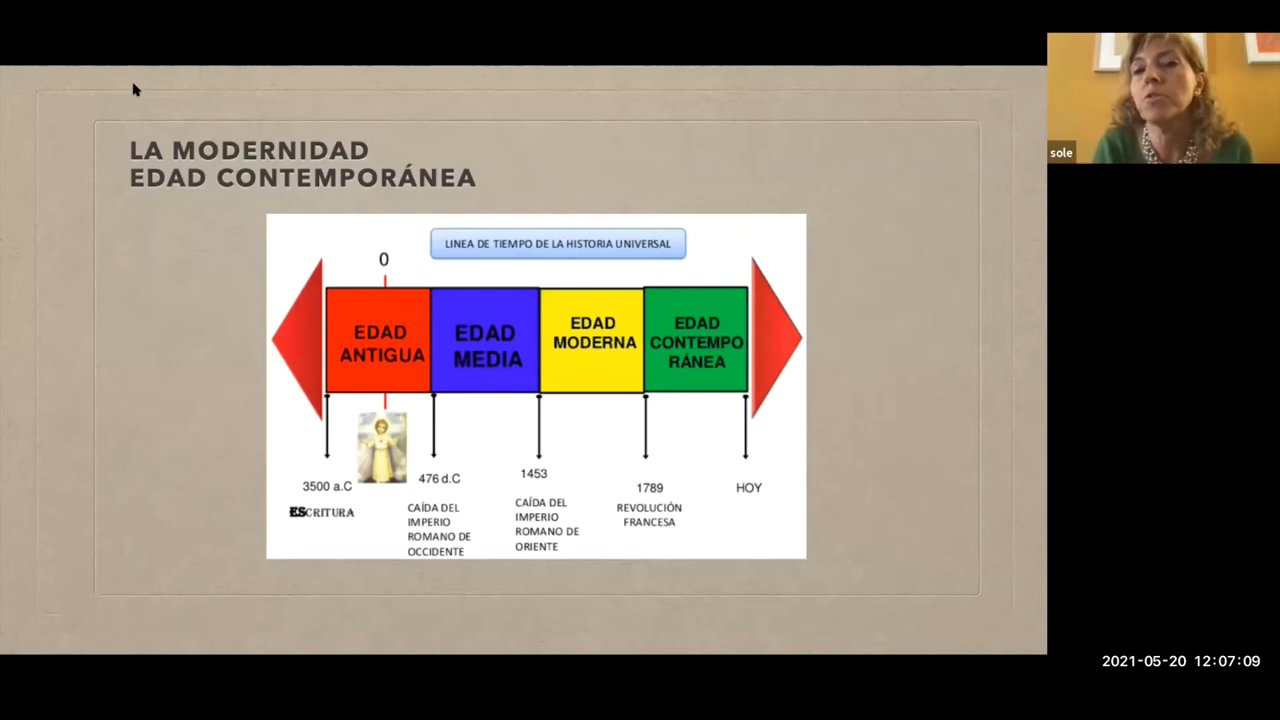 sole
LA MODERNIDAD
EDAD CONTEMPORÁNEA
LINEA DE TIEMPO DE LA HISTORIA UNIVERSAL
0
EDAD
ANTIGUA
EDAD
MEDIA
EDAD
MODERNA
EDAD
CONTEMPO
RÁNEA
3500 a.C
ESCRITURA
476 d.C
CAÍDA DEL
IMPERIO
ROMANO DE
OCCIDENTE
1453
CAÍDA DEL
IMPERIO
ROMANO DE
ORIENTE
1789
REVOLUCIÓN
FRANCESA
HOY
2021-05-20 12:07:09